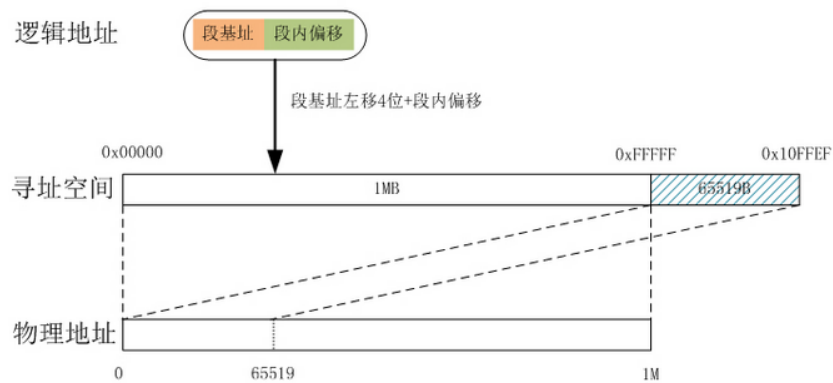 逻辑地址
段基址 段内偏移
段基址左移4位+段内偏移
0x00000 0xFFFFF 0x10FFEF
寻址空间 1MB 65519B
物理地址
0 65519 1M